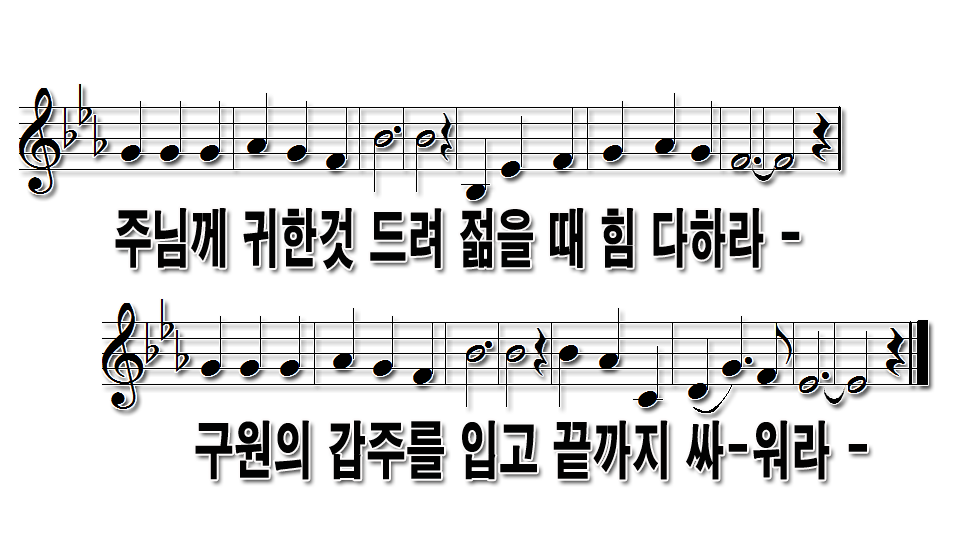 주님께 귀한것 드려 젊을 때 힘 다하라 -
구원의 갑주를 입고 끝까지 싸-워라 -